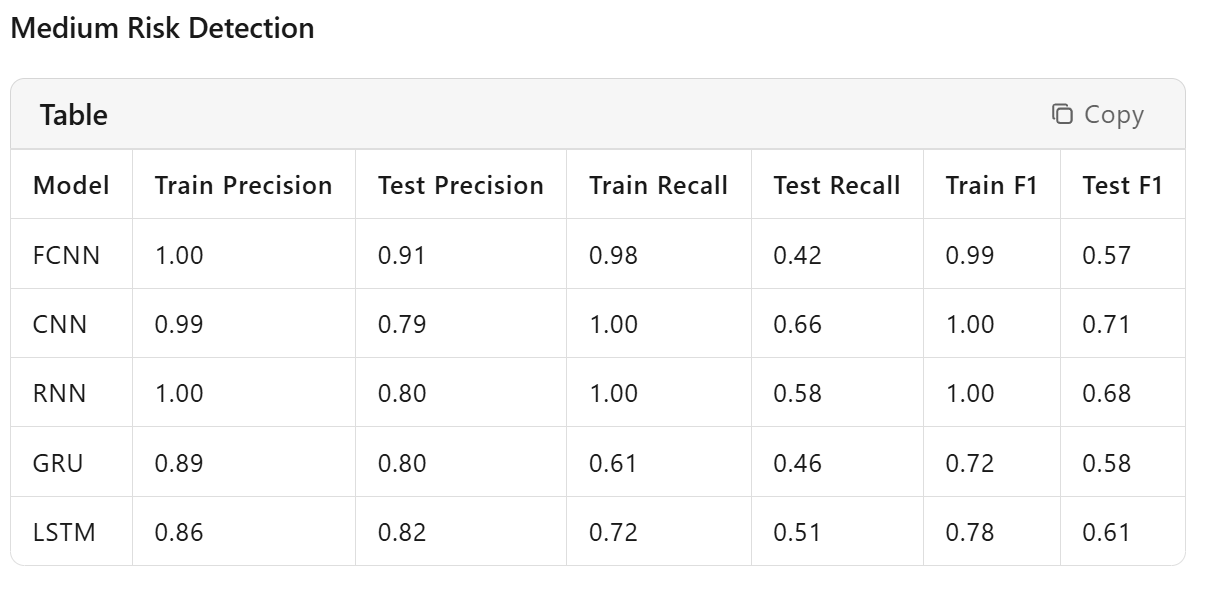 Medium Risk Detection
Table Copy
Model Train Precision Test Precision Train Recall Test Recall Train F1 Test F1
FCNN 1.00 0.91 0.98 0.42 0.99 0.57
CNN 0.99 0.79 1.00 0.66 1.00 0.71
RNN 1.00 0.80 1.00 0.58 1.00 0.68
GRU 0.89 0.80 0.61 0.46 0.72 0.58
LSTM 0.86 0.82 0.72 0.51 0.78 0.61